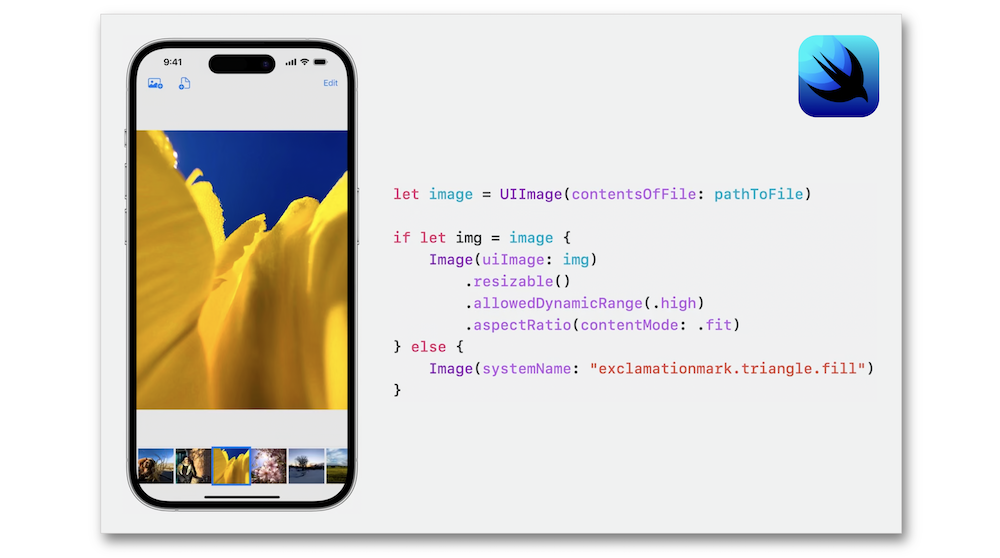 9:41
Edit
let image = UIImage(contentsOfFile: pathToFile)
if let img = image {
Image(uiImage: img)
.resizable()
.allowedDynamicRange(.high)
.aspectRatio(contentMode: .fit)
} else {
Image(systemName: "exclamationmark.triangle.fill")
}